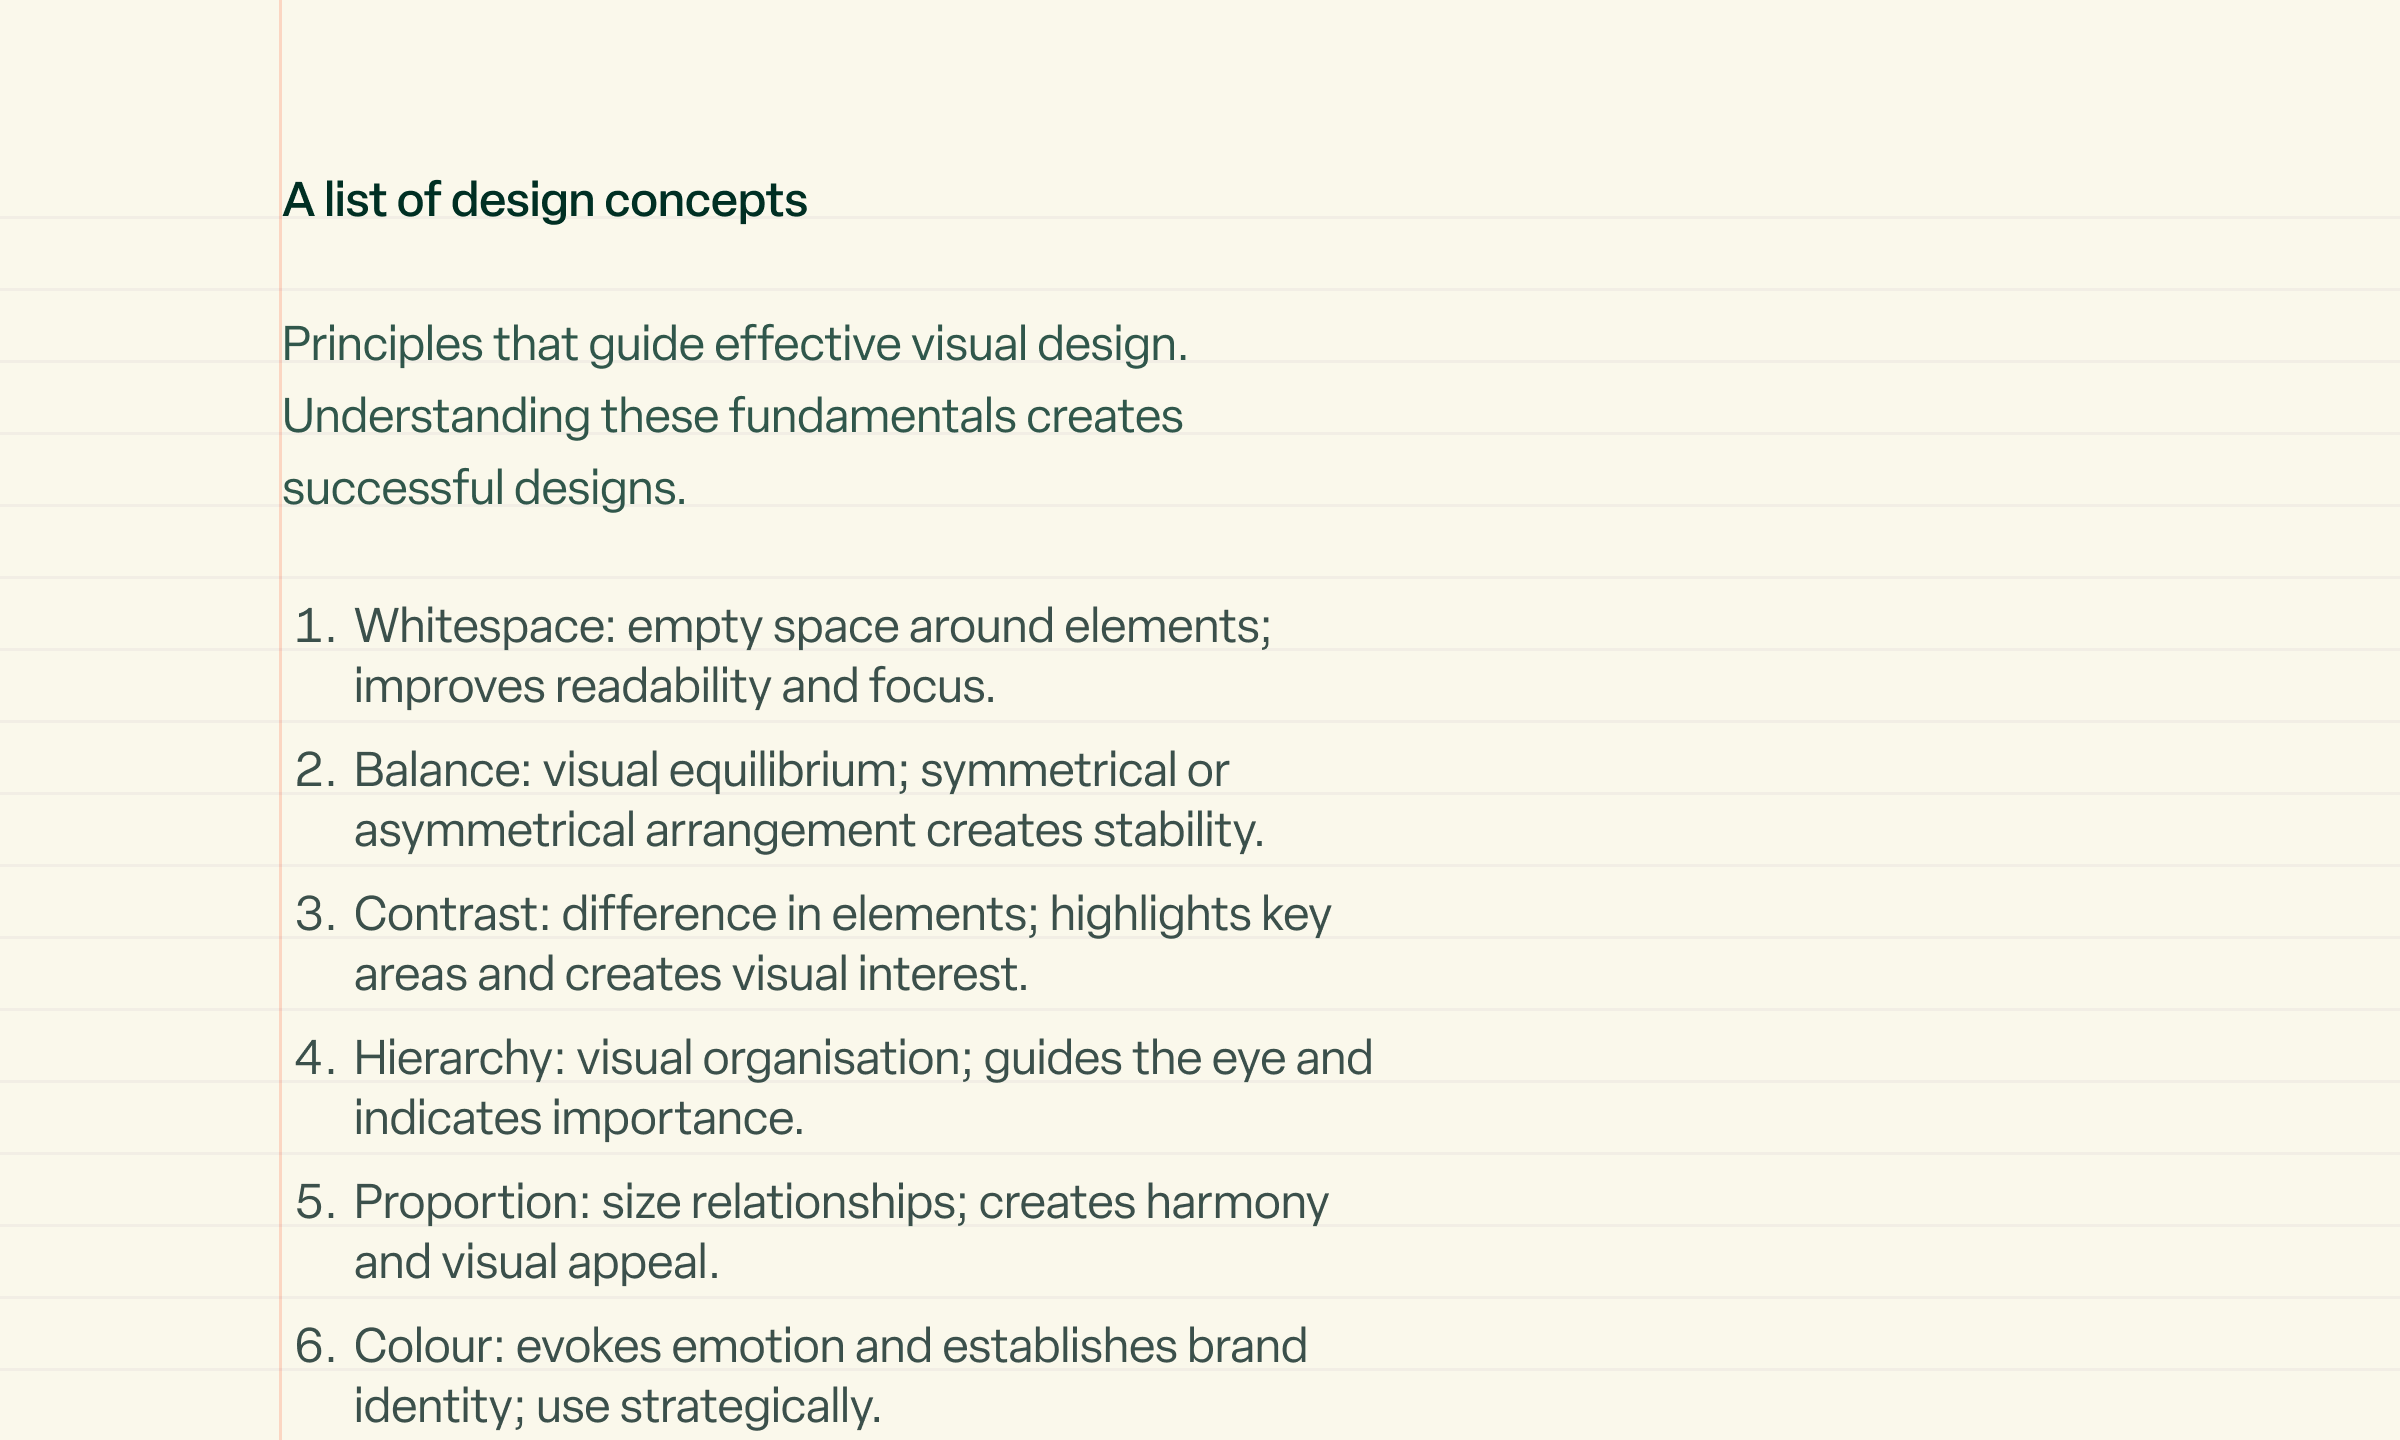 A list of design concepts
Principles that guide effective visual design.
Understanding these fundamentals creates
successful designs.
1. Whitespace: empty space around elements;
improves readability and focus.
2. Balance: visual equilibrium; symmetrical or
asymmetrical arrangement creates stability.
3. Contrast: difference in elements; highlights key
areas and creates visual interest.
4. Hierarchy: visual organisation; guides the eye and
indicates importance.
5. Proportion: size relationships; creates harmony
and visual appeal.
6. Colour: evokes emotion and establishes brand
identity; use strategically.